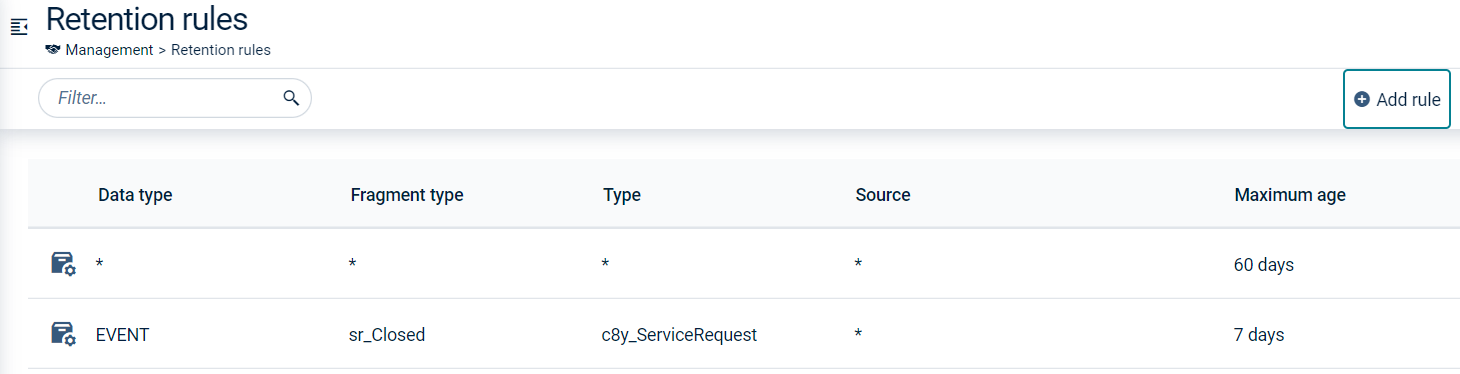 Retention rules
Management > Retention rules
Filter...
Add rule
Data type Fragment type Type Source Maximum age
* * * * 60 days
EVENT sr_Closed c8y_ServiceRequest * 7 days